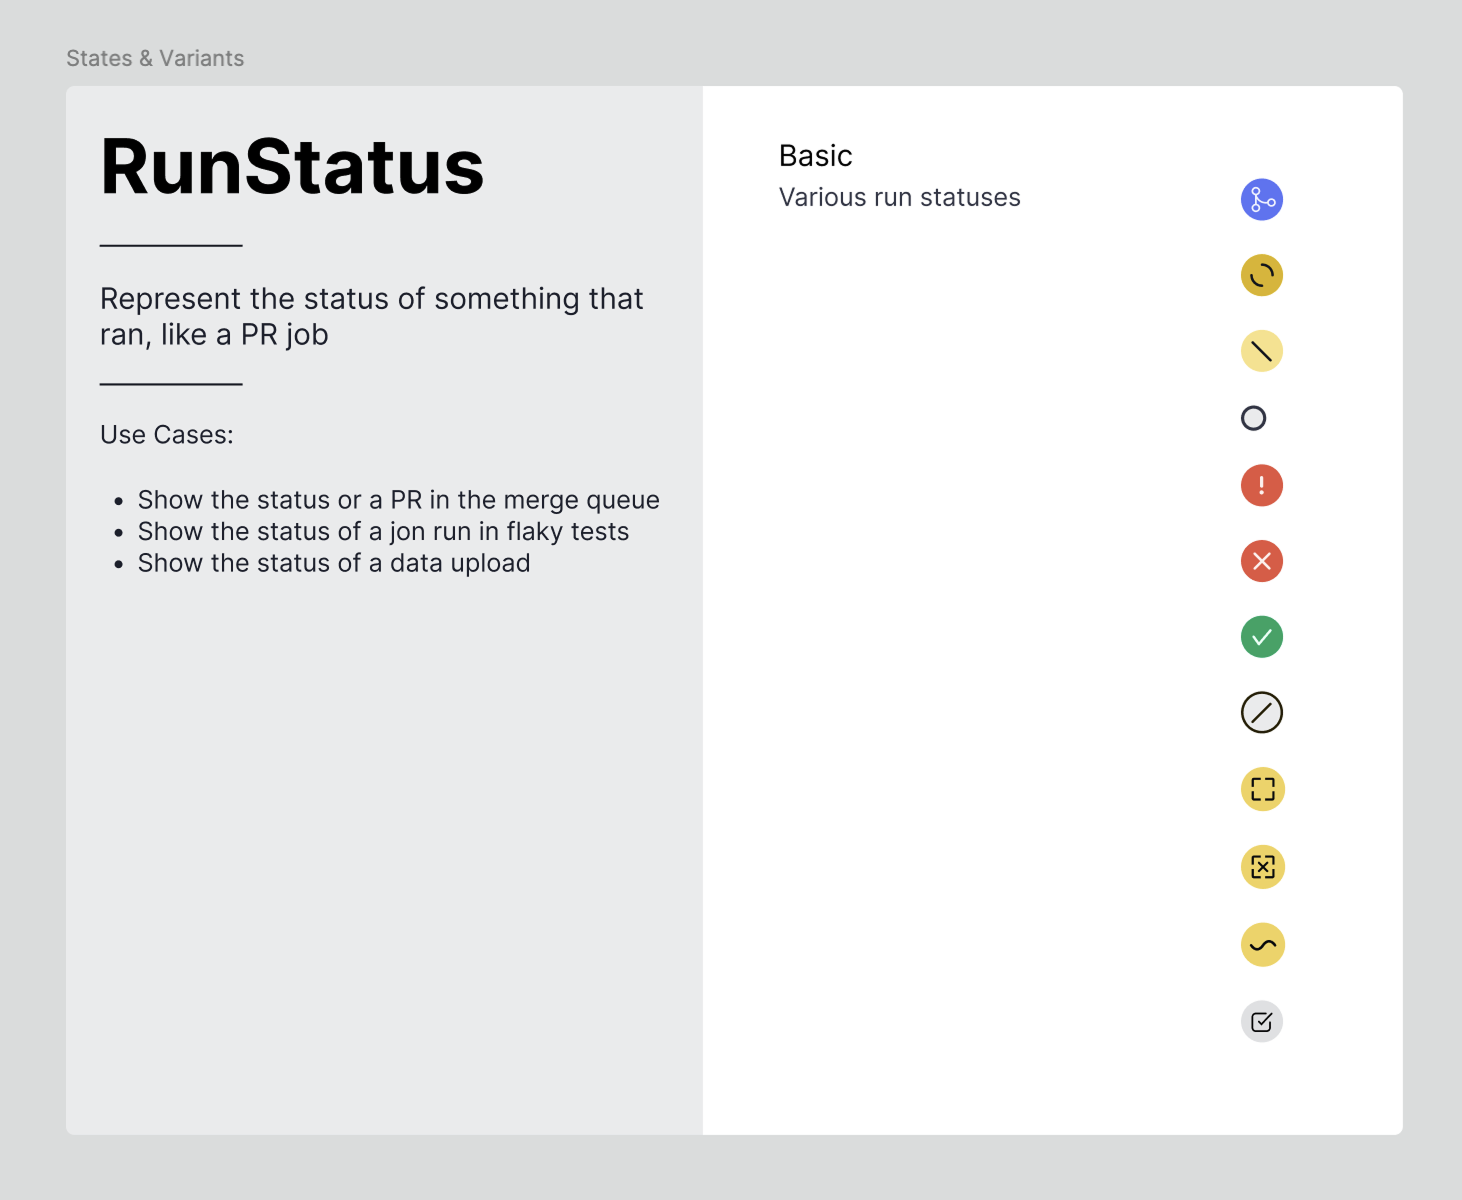 States & Variants
RunStatus
Represent the status of something that
ran, like a PR job
Use Cases:
• Show the status or a PR in the merge queue
• Show the status of a jon run in flaky tests
• Show the status of a data upload
Basic
Various run statuses